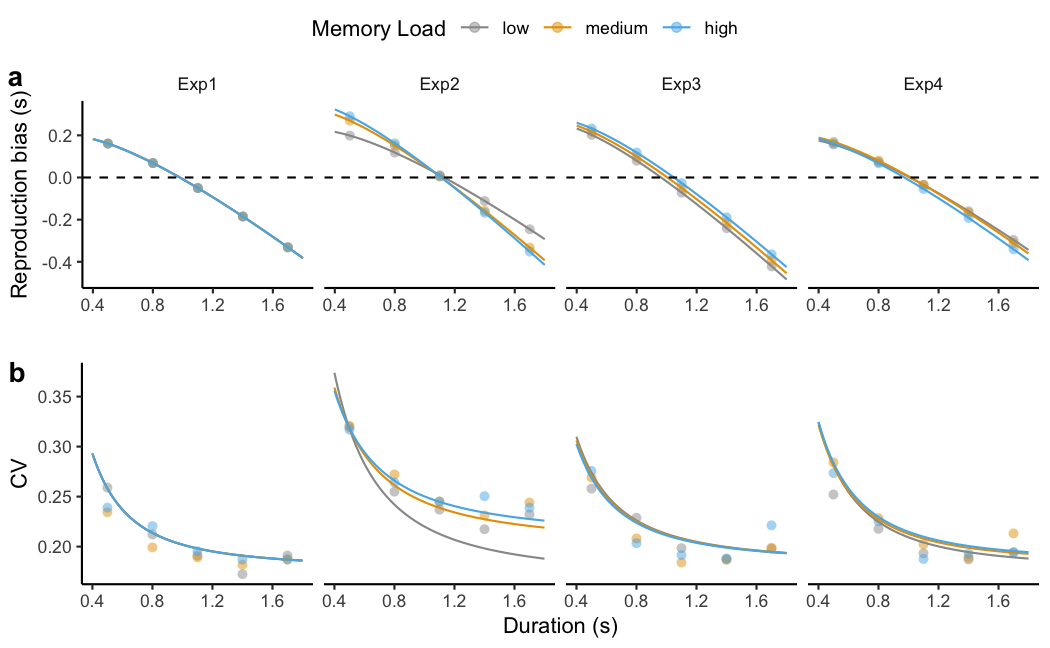 Memory Load low medium high
a
Exp1 Exp2 Exp3 Exp4
Reproduction bias (s)
0.2
0.0
-0.2
-0.4
0.4 0.8 1.2 1.6 0.4 0.8 1.2 1.6 0.4 0.8 1.2 1.6 0.4 0.8 1.2 1.6
b
CV
0.35
0.30
0.25
0.20
0.4 0.8 1.2 1.6 0.4 0.8 1.2 1.6 0.4 0.8 1.2 1.6 0.4 0.8 1.2 1.6
Duration (s)